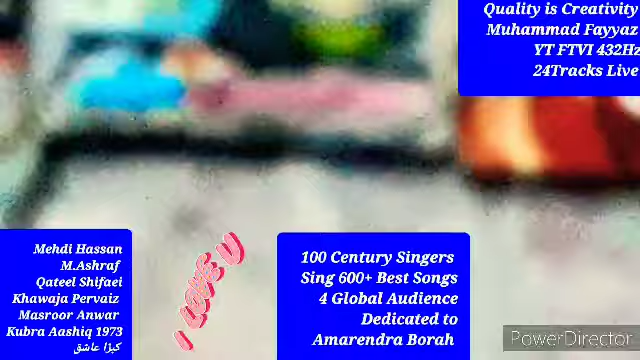 Quality is Creativity
Muhammad Fayyaz
YT FTVI 432Hz
24Tracks Live
Mehdi Hassan
M.Ashraf
Qateel Shifaei
Khawaja Pervaiz
Masroor Anwar
Kubra Aashiq 1973
کبڑا عاشق
I LOVE U
100 Century Singers
Sing 600+ Best Songs
4 Global Audience
Dedicated to
Amarendra Borah
PowerDirector